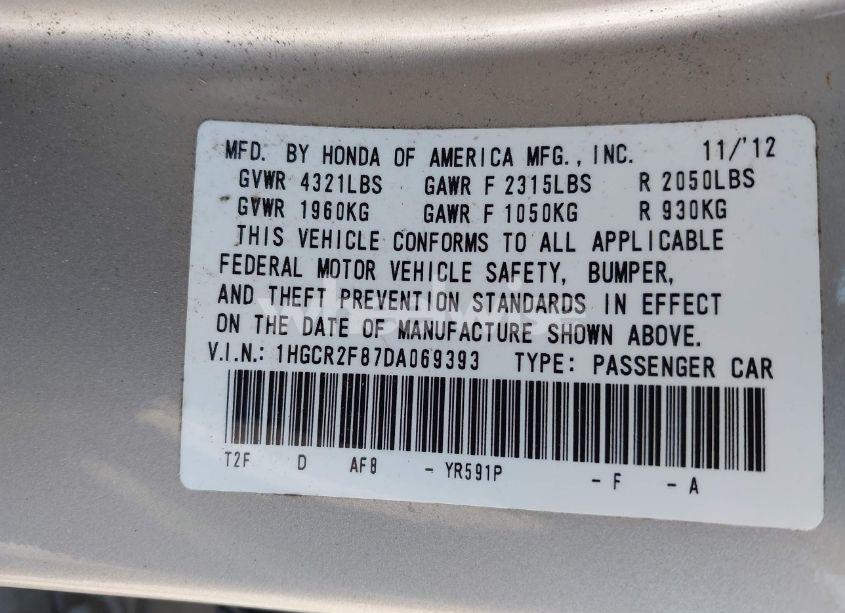 MFD. BY HONDA OF AMERICA MFG., INC. 11/'12
GVWR 4321LBS GAWR F 2315LBS R 2050LBS
GVWR 1960KG GAWR F 1050KG R 930KG
THIS VEHICLE CONFORMS TO ALL APPLICABLE
FEDERAL MOTOR VEHICLE SAFETY, BUMPER,
AND THEFT PREVENTION STANDARDS IN EFFECT
ON THE DATE OF MANUFACTURE SHOWN ABOVE.
V.I.N.: 1HGCR2F87DA069393 TYPE: PASSENGER CAR
T2F D AF8 - YR591P - F - A